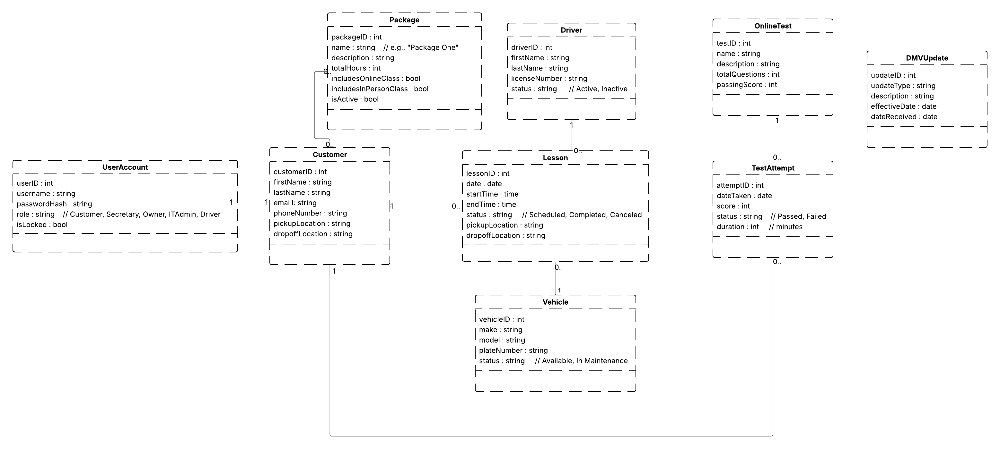 Package
packageID : int
name : string    // e.g., "Package One"
description : string
totalHours : int
includesOnlineClass : bool
includesInPersonClass : bool
isActive : bool
0..
0..
Driver
driverID : int
firstName : string
lastName : string
licenseNumber : string
status : string      // Active, Inactive
1
0..
OnlineTest
testID : int
name : string
description : string
totalQuestions : int
passingScore : int
1
0..
DMVUpdate
updateID : int
updateType : string
description : string
effectiveDate : date
dateReceived : date
UserAccount
userID : int
username : string
passwordHash : string
role : string    // Customer, Secretary, Owner, ITAdmin, Driver
isLocked : bool
1
1
Customer
customerID : int
firstName : string
lastName : string
emai l: string
phoneNumber : string
pickupLocation : string
dropoffLocation : string
1
0..
1
Lesson
lessonID : int
date : date
startTime : time
endTime : time
status : string     // Scheduled, Completed, Canceled
pickupLocation : string
dropoffLocation : string
0..
1
TestAttempt
attemptID : int
dateTaken : date
score : int
status : string    // Passed, Failed
duration : int     // minutes
0..
Vehicle
vehicleID : int
make : string
model : string
plateNumber : string
status : string     // Available, In Maintenance